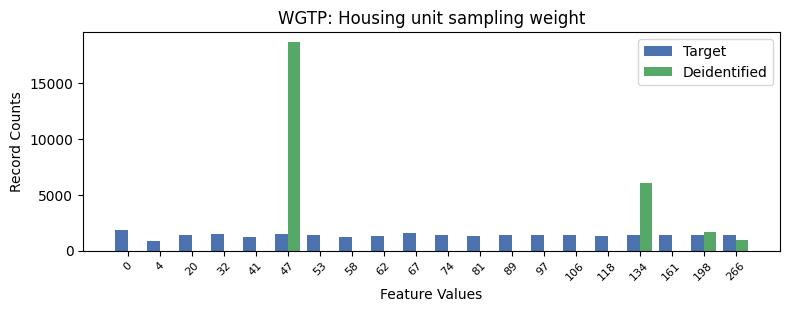 WGTP: Housing unit sampling weight
Target
Deidentified
Record Counts
15000
10000
5000
0
0 4 20 32 41 47 53 58 62 67 74 81 89 97 106 118 134 161 198 266
Feature Values